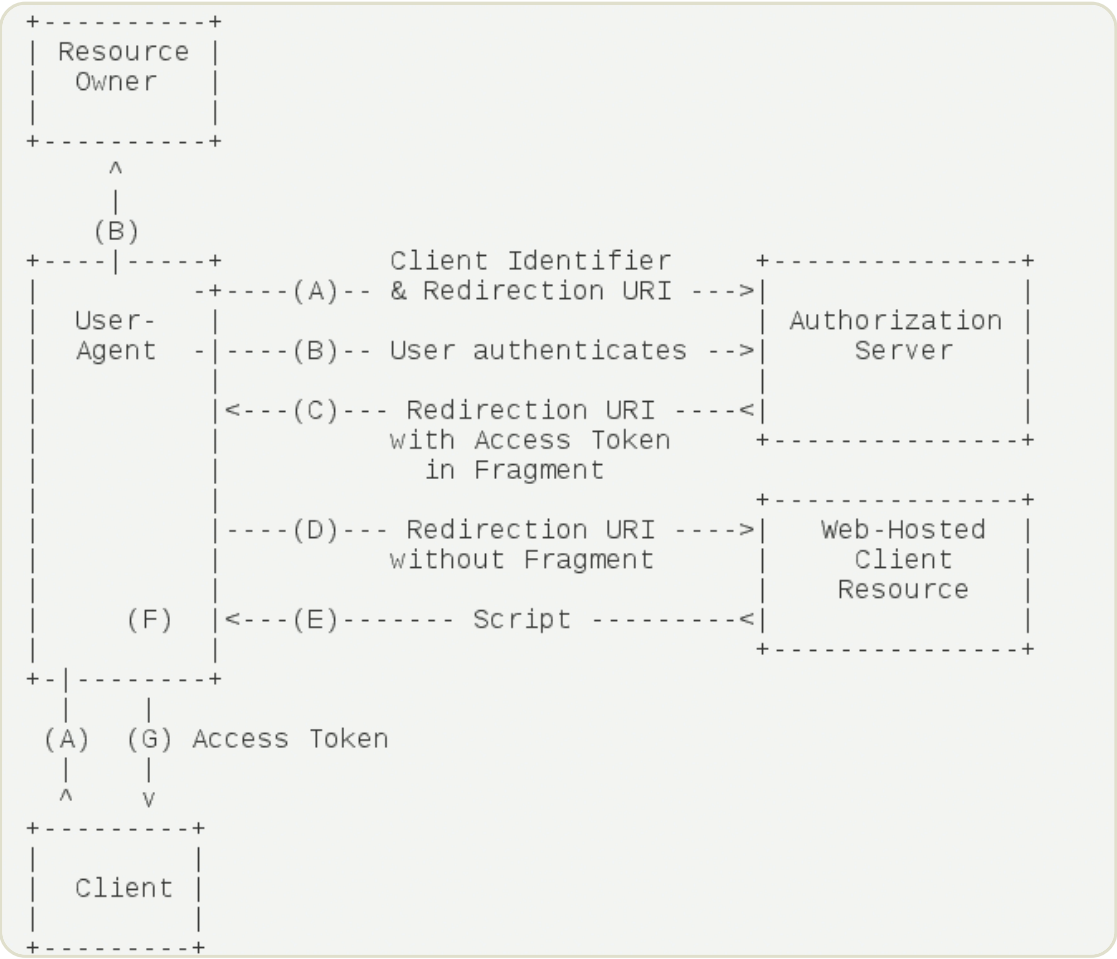 +----------+
| Resource |
|  Owner   |
|          |
+----------+
     ^
     |
    (B)
+----|-----+          Client Identifier     +---------------+
|         -+----(A)-- & Redirection URI --->|               |
|  User-   |                                | Authorization |
|  Agent  -|----(B)-- User authenticates -->|     Server    |
|          |                                |               |
|          |<---(C)--- Redirection URI ----<|               |
|          |          with Access Token     +---------------+
|          |            in Fragment
|          |                                +---------------+
|          |----(D)--- Redirection URI ---->|   Web-Hosted  |
|          |          without Fragment      |     Client    |
|          |                                |    Resource   |
|     (F)  |<---(E)------- Script ---------<|               |
|          |                                +---------------+
+-|--------+
  |    |
 (A)  (G) Access Token
  |    |
  ^    v
+---------+
|         |
|  Client |
|         |
+---------+